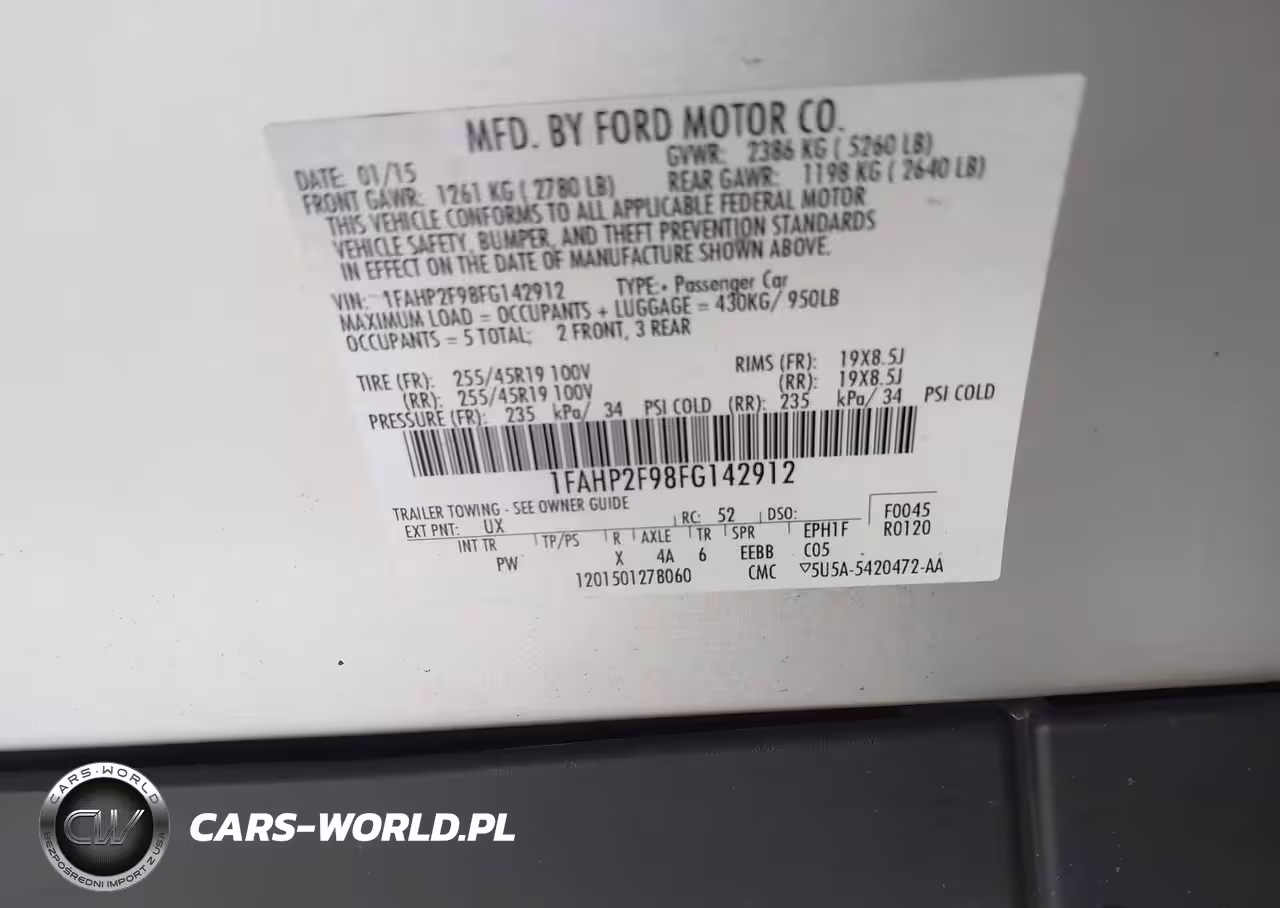 MFD. BY FORD MOTOR CO.
DATE: 01/15 GVWR: 2386 KG ( 5260 LB)
FRONT GAWR: 1261 KG ( 2780 LB) REAR GAWR: 1198 KG ( 2640 LB)
THIS VEHICLE CONFORMS TO ALL APPLICABLE FEDERAL MOTOR
VEHICLE SAFETY, BUMPER, AND THEFT PREVENTION STANDARDS
IN EFFECT ON THE DATE OF MANUFACTURE SHOWN ABOVE.
VIN: 1FAHP2F98FG142912 TYPE: Passenger Car
MAXIMUM LOAD = OCCUPANTS + LUGGAGE = 430KG/ 950LB
OCCUPANTS = 5 TOTAL; 2 FRONT, 3 REAR
TIRE (FR): 255/45R19 100V RIMS (FR): 19X8.5J
(RR): 255/45R19 100V (RR): 19X8.5J
PRESSURE (FR): 235 kPa/ 34 PSI COLD (RR): 235 kPa/ 34 PSI COLD
1FAHP2F98FG142912
TRAILER TOWING - SEE OWNER GUIDE
EXT PNT: UX RC: 52 DSO: F0045
INT TR TP/PS R AXLE TR SPR EPH1F R0120
PW X 4A 6 EEBB C05
120150127B060 CMC ▽5U5A-5420472-AA
CARS-WORLD
CW
BEZPOŚREDNI IMPORT Z USA
CARS-WORLD.PL